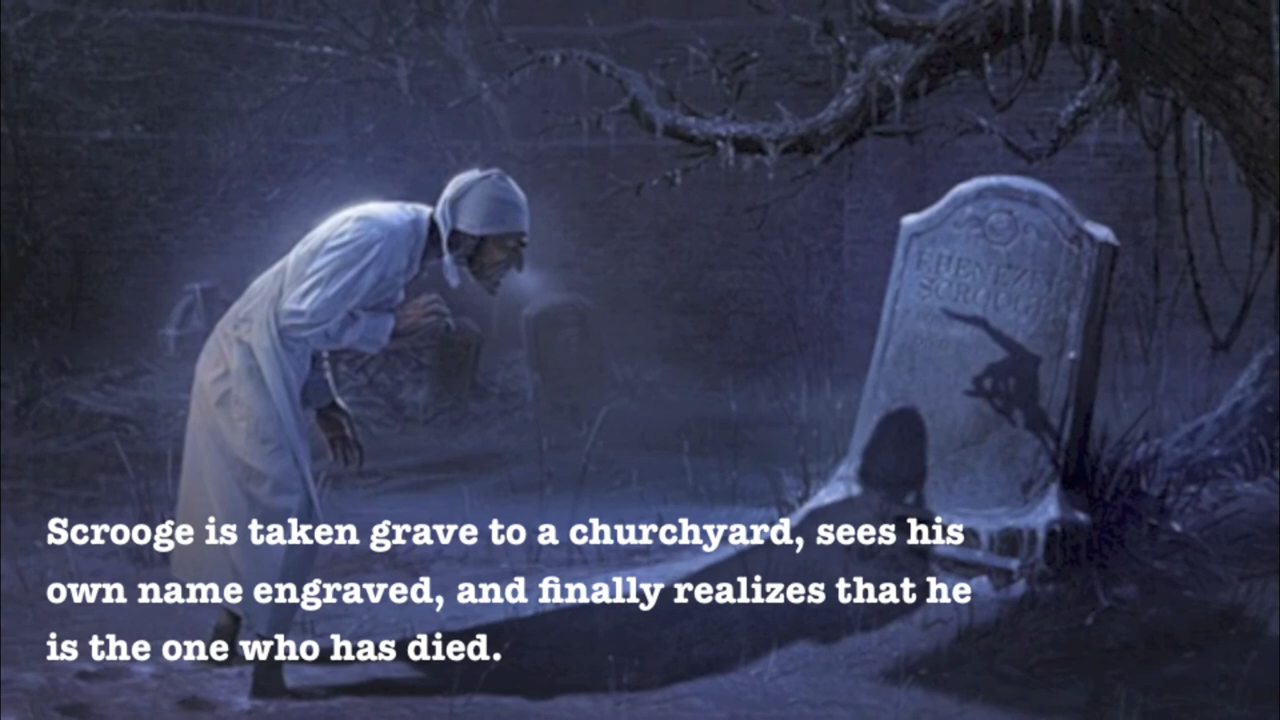 EBENEZER
SCROOGE
Scrooge is taken grave to a churchyard, sees his
own name engraved, and finally realizes that he
is the one who has died.